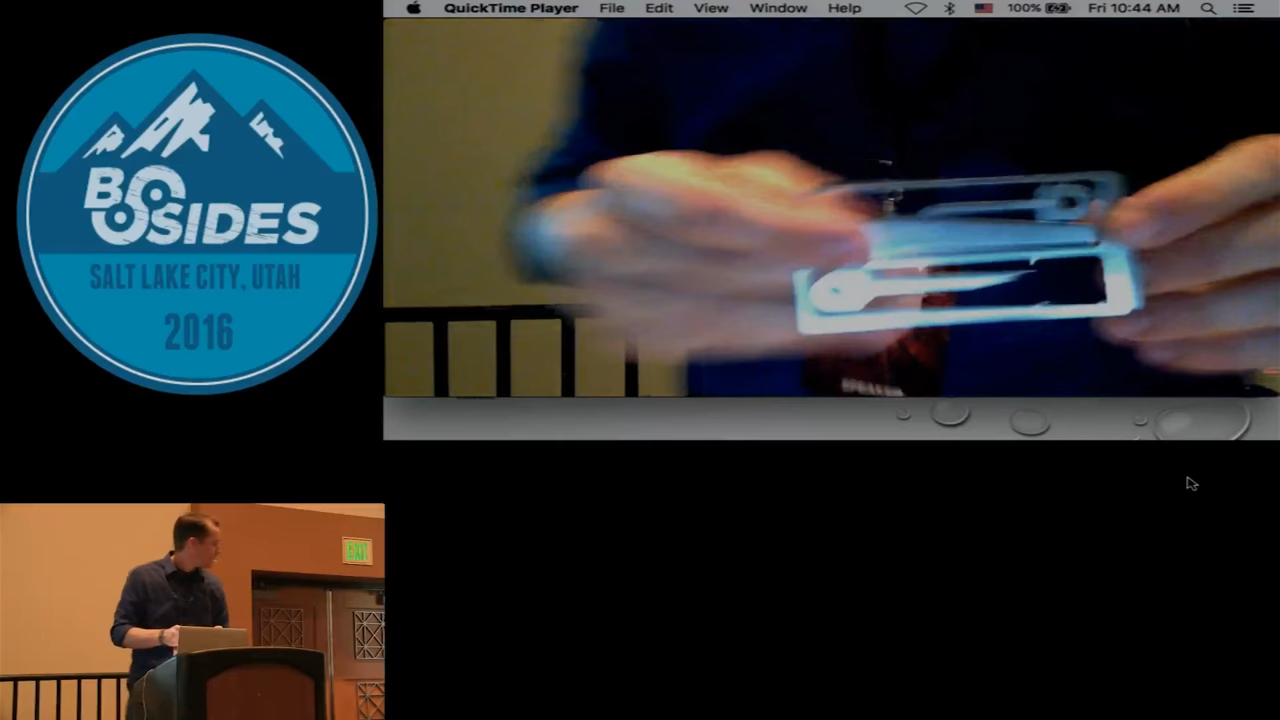 QuickTime Player File Edit View Window Help 100% Fri 10:44 AM
BSIDES
SALT LAKE CITY, UTAH
2016
SPEAKER
EXIT